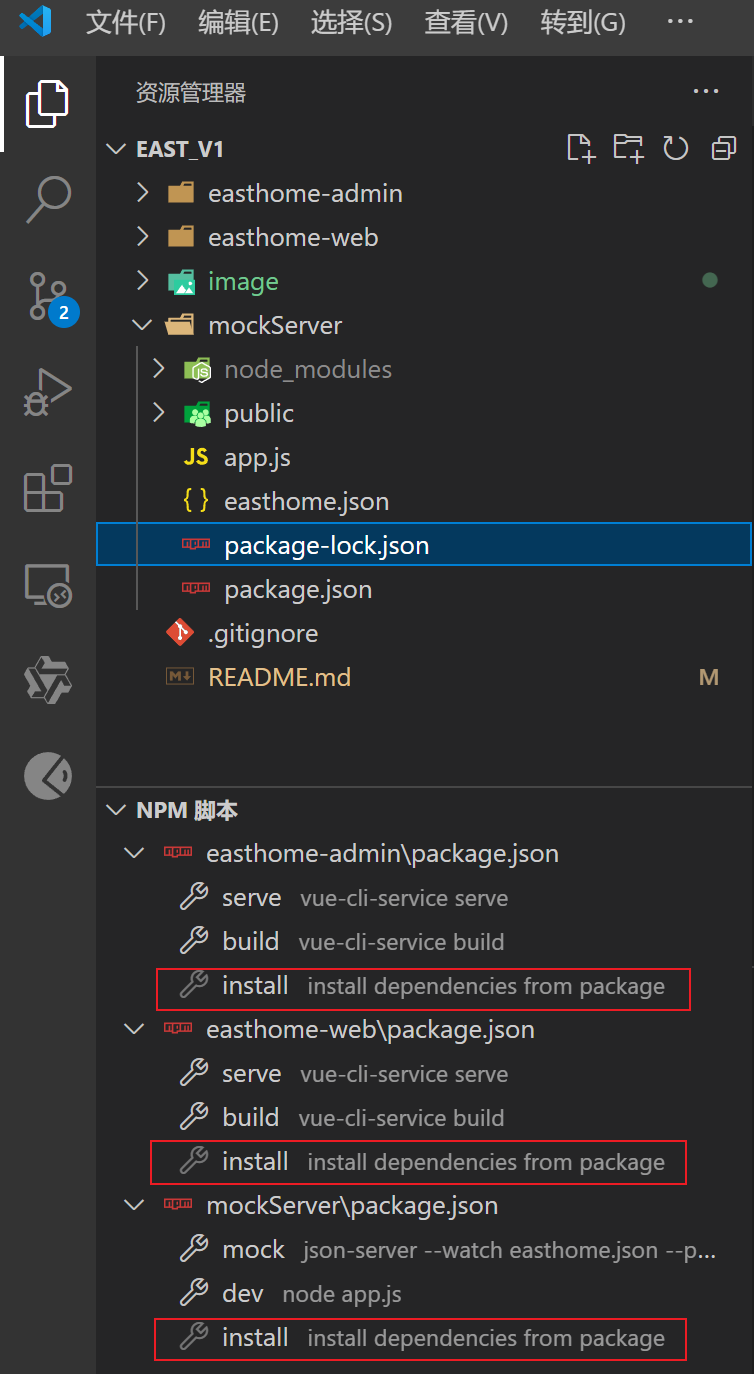 文件(F) 编辑(E) 选择(S) 查看(V) 转到(G) ···
资源管理器 ···
EAST_V1
easthome-admin
easthome-web
image
2
mockServer
node_modules
public
JS app.js
{ } easthome.json
package-lock.json
package.json
.gitignore
README.md M
NPM 脚本
easthome-admin\package.json
serve vue-cli-service serve
build vue-cli-service build
install install dependencies from package
easthome-web\package.json
serve vue-cli-service serve
build vue-cli-service build
install install dependencies from package
mockServer\package.json
mock json-server --watch easthome.json --p...
dev node app.js
install install dependencies from package